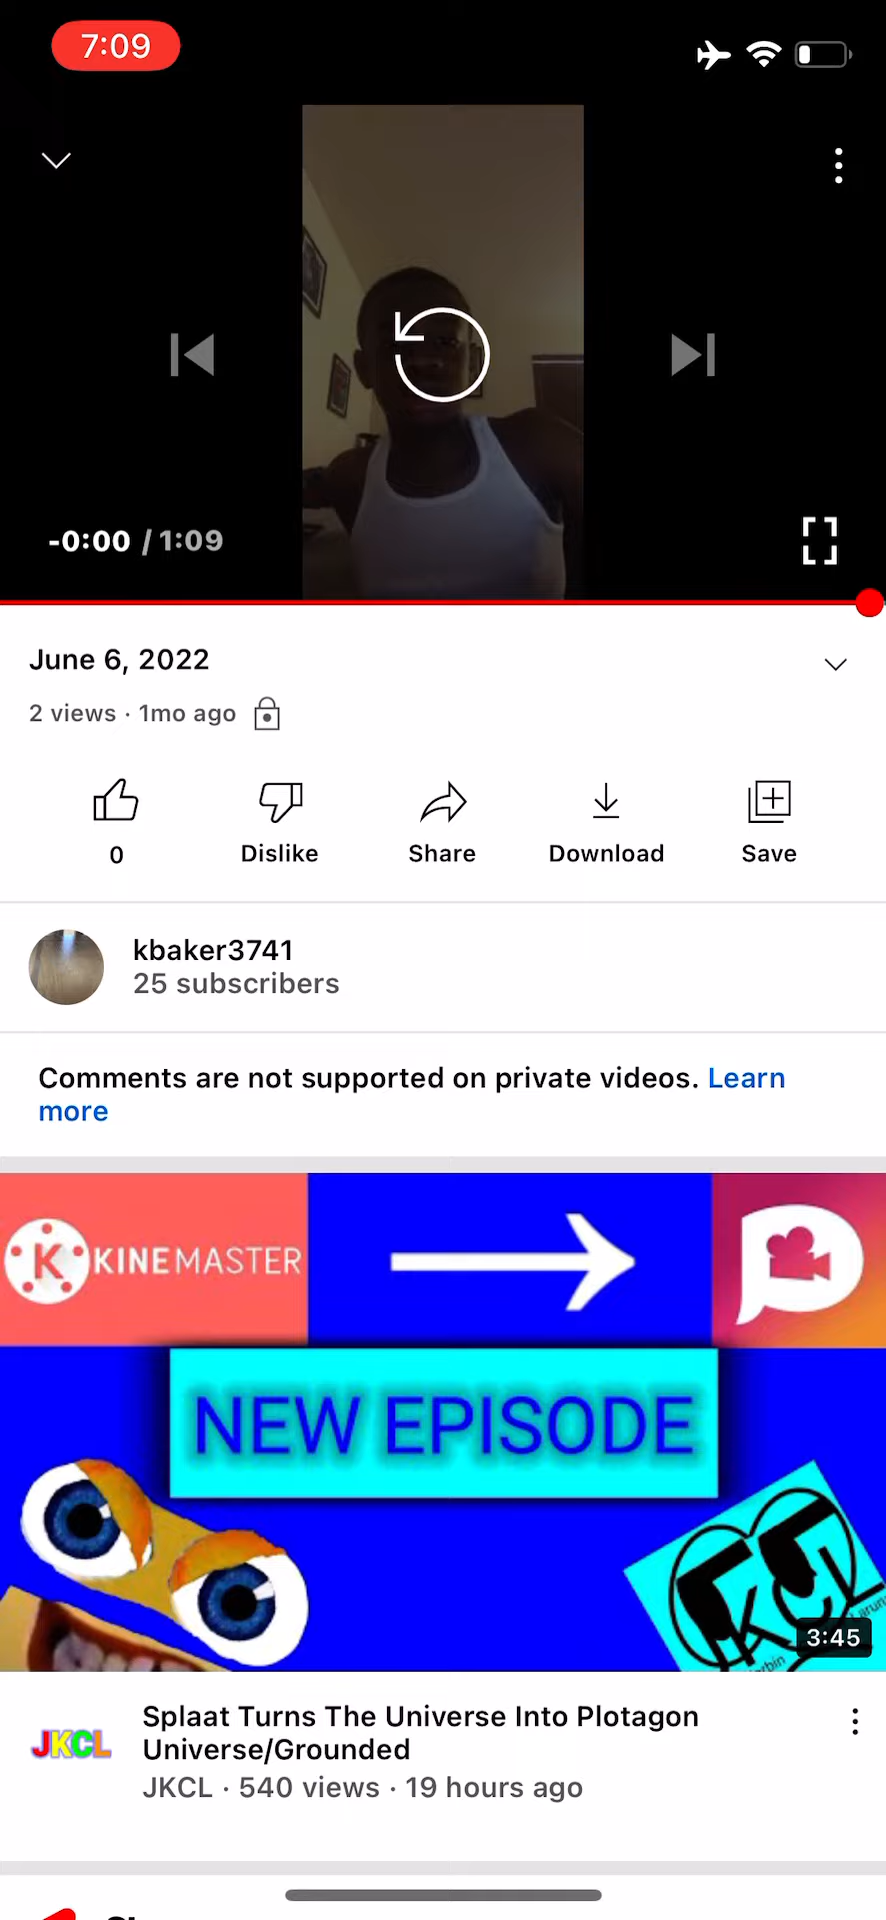 7:09
-0:00 / 1:09
June 6, 2022
2 views · 1mo ago
0
Dislike
Share
Download
Save
kbaker3741
25 subscribers
Comments are not supported on private videos. Learn
more
K KINEMASTER
NEW EPISODE
JKCL
3:45
JKCL
Splaat Turns The Universe Into Plotagon
Universe/Grounded
JKCL · 540 views · 19 hours ago